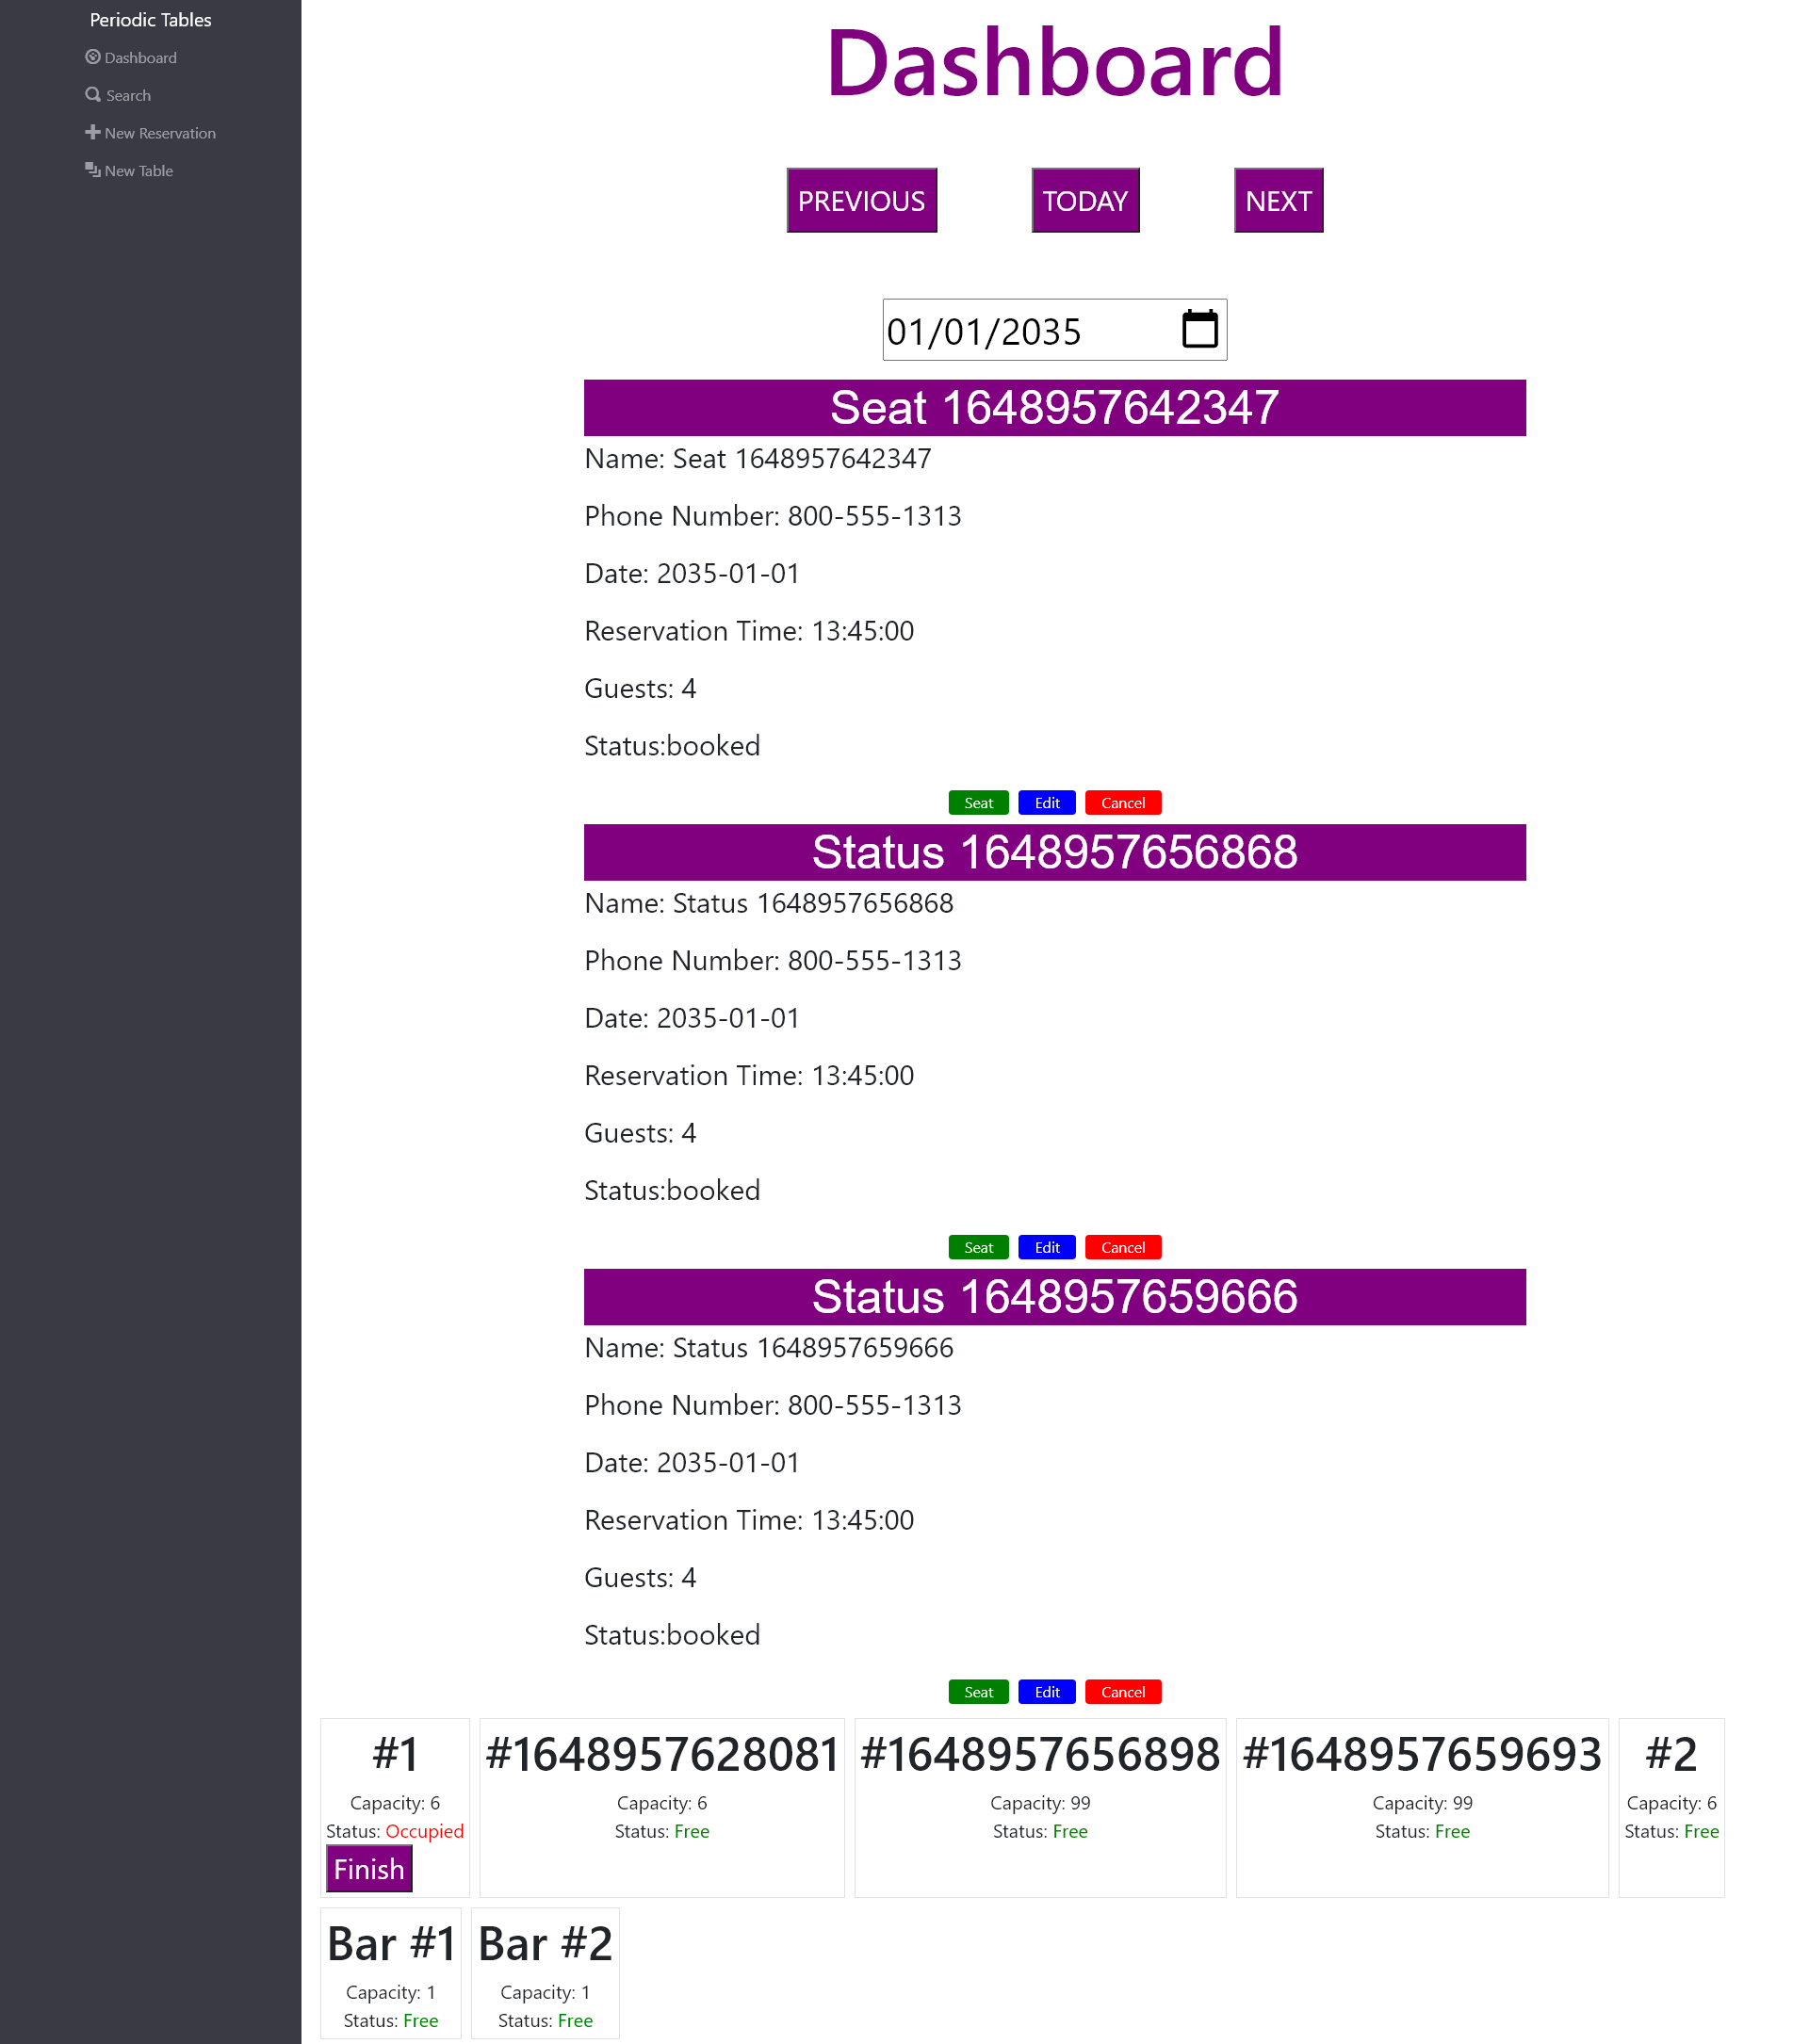 Periodic Tables
Dashboard
Search
New Reservation
New Table
Dashboard
PREVIOUS TODAY NEXT
01/01/2035
Seat 1648957642347
Name: Seat 1648957642347
Phone Number: 800-555-1313
Date: 2035-01-01
Reservation Time: 13:45:00
Guests: 4
Status:booked
Seat Edit Cancel
Status 1648957656868
Name: Status 1648957656868
Phone Number: 800-555-1313
Date: 2035-01-01
Reservation Time: 13:45:00
Guests: 4
Status:booked
Seat Edit Cancel
Status 1648957659666
Name: Status 1648957659666
Phone Number: 800-555-1313
Date: 2035-01-01
Reservation Time: 13:45:00
Guests: 4
Status:booked
Seat Edit Cancel
#1
Capacity: 6
Status: Occupied
Finish
#1648957628081
Capacity: 6
Status: Free
#1648957656898
Capacity: 99
Status: Free
#1648957659693
Capacity: 99
Status: Free
#2
Capacity: 6
Status: Free
Bar #1
Capacity: 1
Status: Free
Bar #2
Capacity: 1
Status: Free